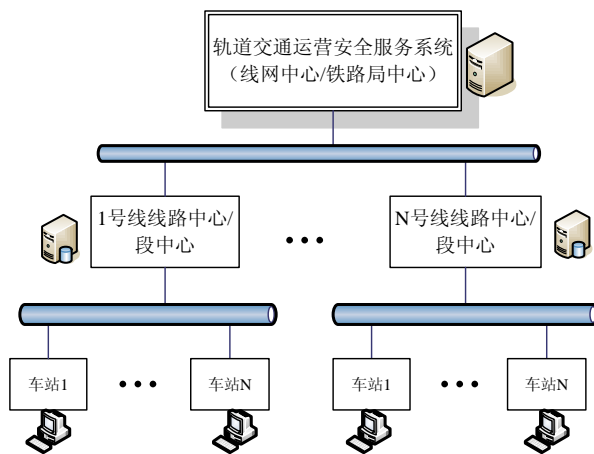 轨道交通运营安全服务系统
（线网中心/铁路局中心）
1号线线路中心/
段中心
N号线线路中心/
段中心
车站1
车站N
车站1
车站N